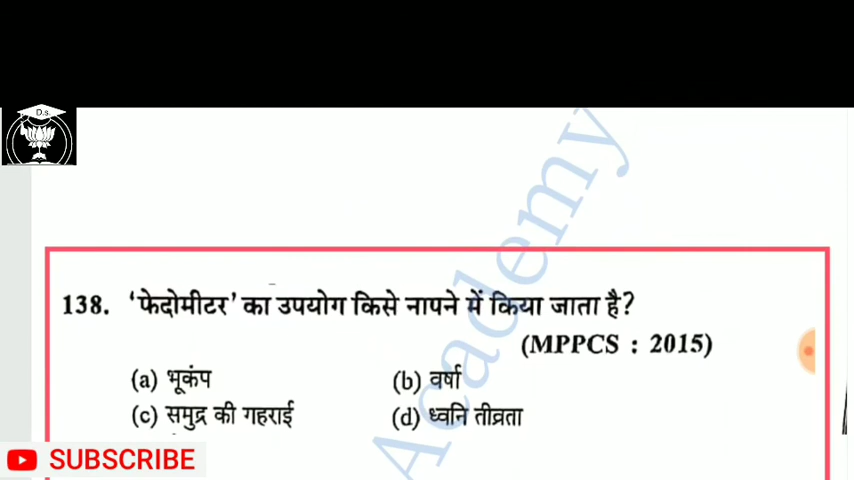 D.s.
Academy
138. ‘फेदोमीटर’ का उपयोग किसे नापने में किया जाता है?
(MPPCS : 2015)
(a) भूकंप (b) वर्षा
(c) समुद्र की गहराई (d) ध्वनि तीव्रता
SUBSCRIBE